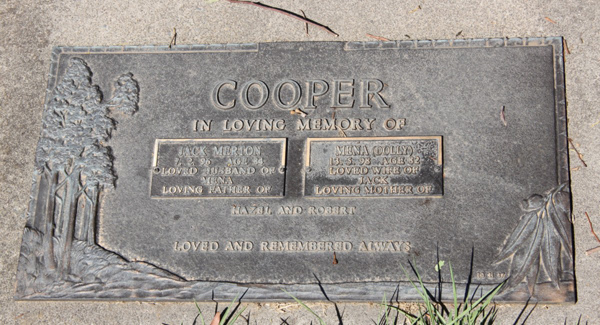 COOPER
IN LOVING MEMORY OF
JACK MERTON
AGE 84
LOVED HUSBAND OF
MENA
LOVING FATHER OF
MENA (DOLLY)
AGE 82
LOVED WIFE OF
JACK
LOVING MOTHER OF
HAZEL AND ROBERT
LOVED AND REMEMBERED ALWAYS